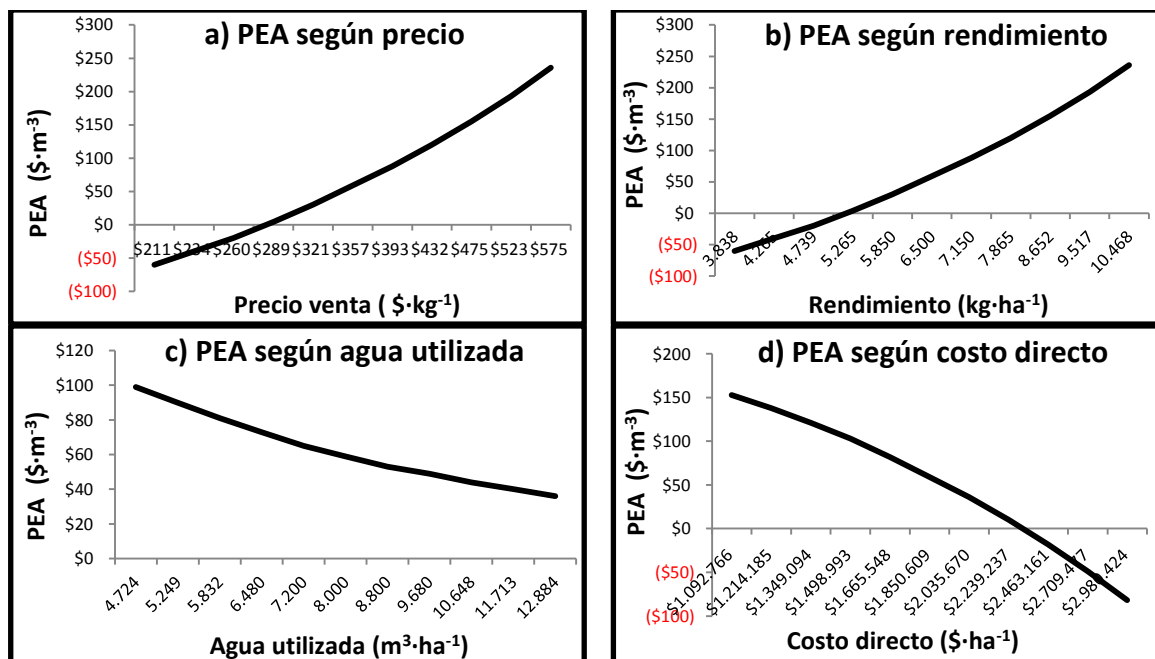 a) PEA según precio
$300
$250
$200
$150
$100
$50
$0
($50)
($100)
PEA ($·m⁻³)
$211 $234 $260 $289 $321 $357 $393 $432 $475 $523 $575
Precio venta ( $·kg⁻¹)
b) PEA según rendimiento
$300
$250
$200
$150
$100
$50
$0
($50)
($100)
PEA ($·m⁻³)
3.838 4.265 4.739 5.265 5.850 6.500 7.150 7.865 8.652 9.517 10.468
Rendimiento (kg·ha⁻¹)
c) PEA según agua utilizada
$120
$100
$80
$60
$40
$20
$0
PEA ($·m⁻³)
4.724 5.249 5.832 6.480 7.200 8.000 8.800 9.680 10.648 11.713 12.884
Agua utilizada (m³·ha⁻¹)
d) PEA según costo directo
$200
$150
$100
$50
$0
($50)
($100)
PEA ($·m⁻³)
$1.092.766 $1.214.185 $1.349.094 $1.498.993 $1.665.548 $1.850.609 $2.035.670 $2.239.237 $2.463.161
Costo directo ($·ha⁻¹)